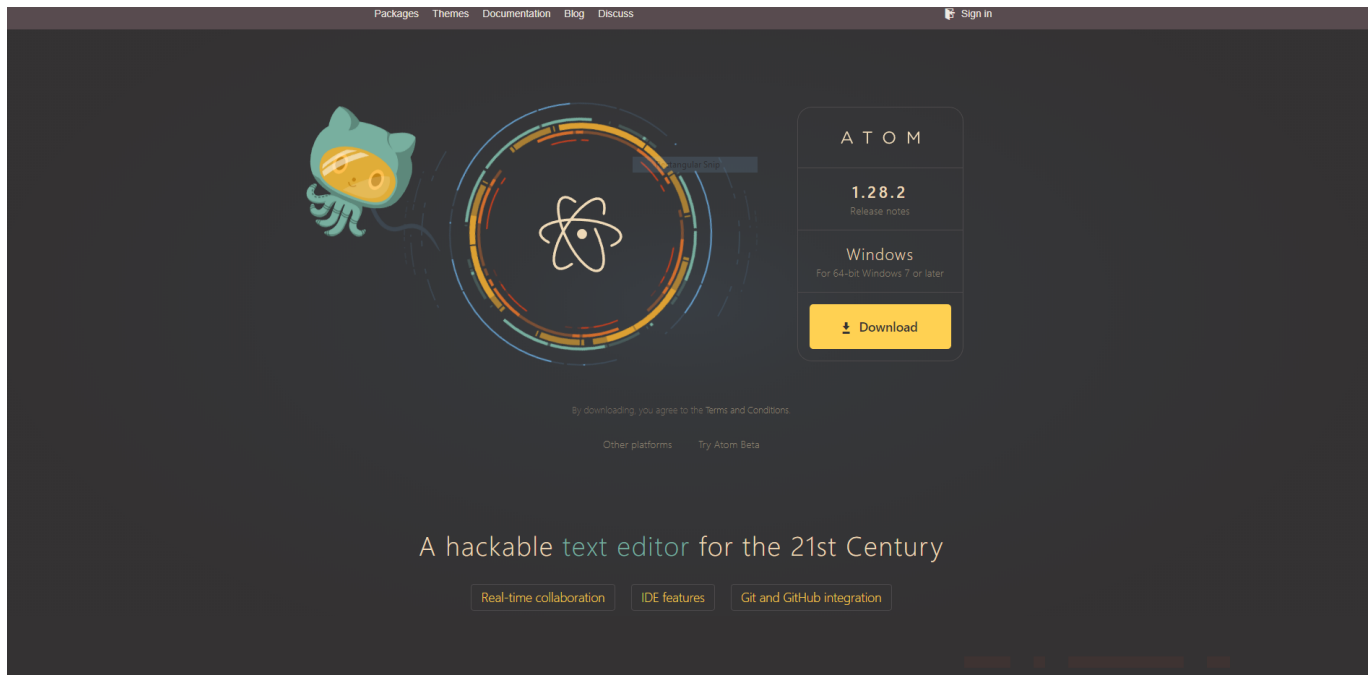 Packages Themes Documentation Blog Discuss Sign in
ATOM
1.28.2
Release notes
Windows
For 64-bit Windows 7 or later
Download
By downloading, you agree to the Terms and Conditions.
Other platforms Try Atom Beta
A hackable text editor for the 21st Century
Real-time collaboration IDE features Git and GitHub integration